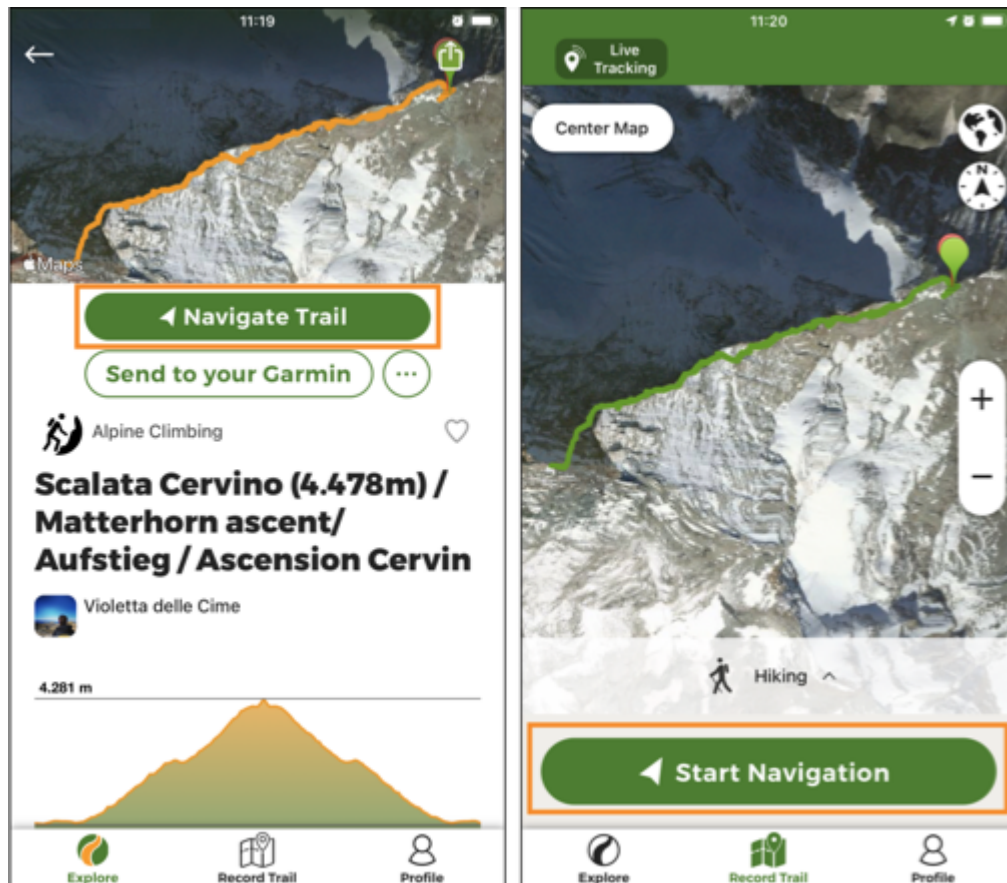 11:19
Maps
Navigate Trail
Send to your Garmin
Alpine Climbing
Scalata Cervino (4.478m) /
Matterhorn ascent/
Aufstieg / Ascension Cervin
Violetta delle Cime
4.281 m
Explore
Record Trail
Profile
11:20
Live
Tracking
Center Map
N
+
−
Hiking
Start Navigation
Explore
Record Trail
Profile